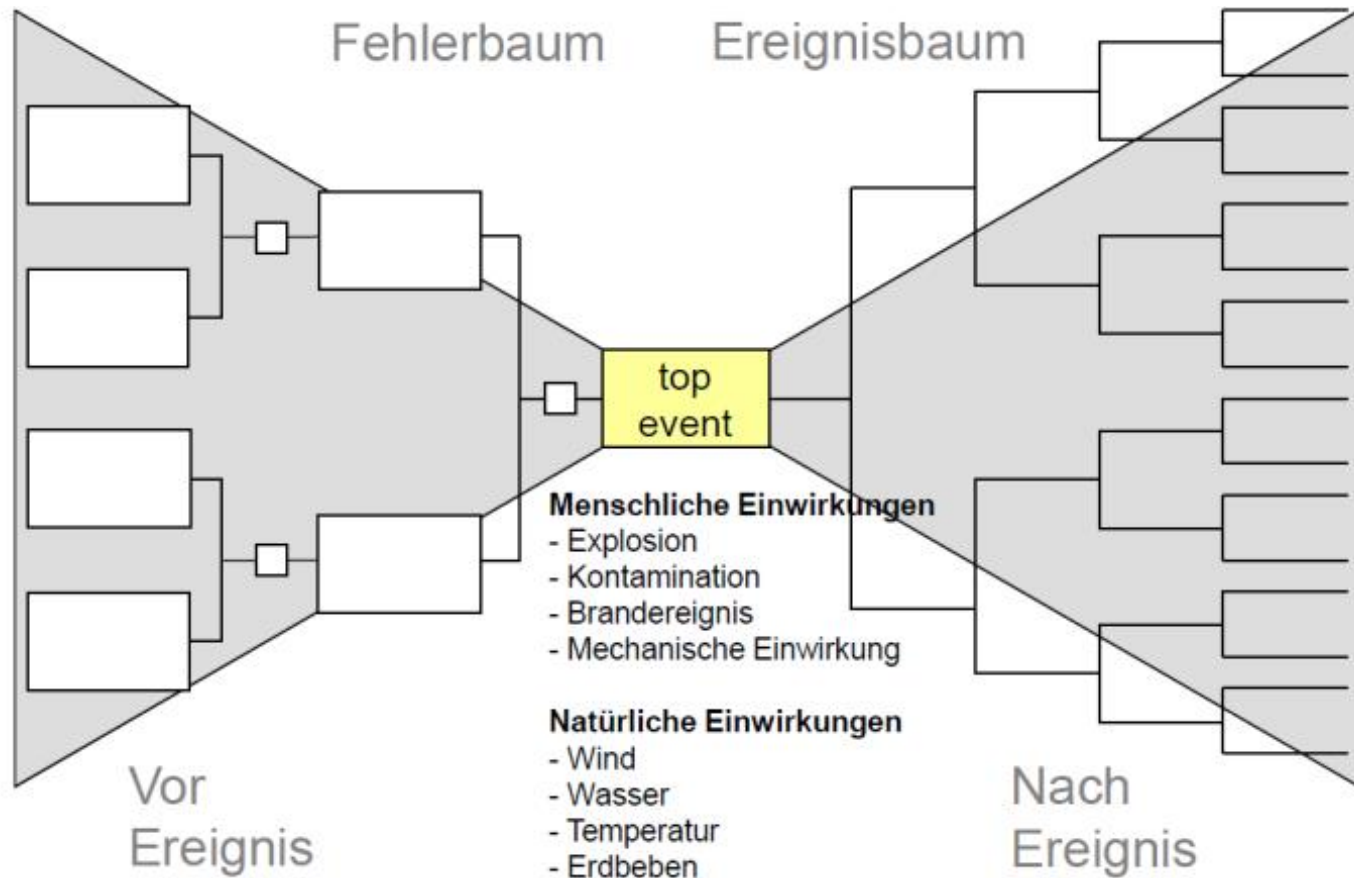 Fehlerbaum
Ereignisbaum
top
event
Menschliche Einwirkungen
- Explosion
- Kontamination
- Brandereignis
- Mechanische Einwirkung
Natürliche Einwirkungen
- Wind
- Wasser
- Temperatur
- Erdbeben
Vor
Ereignis
Nach
Ereignis